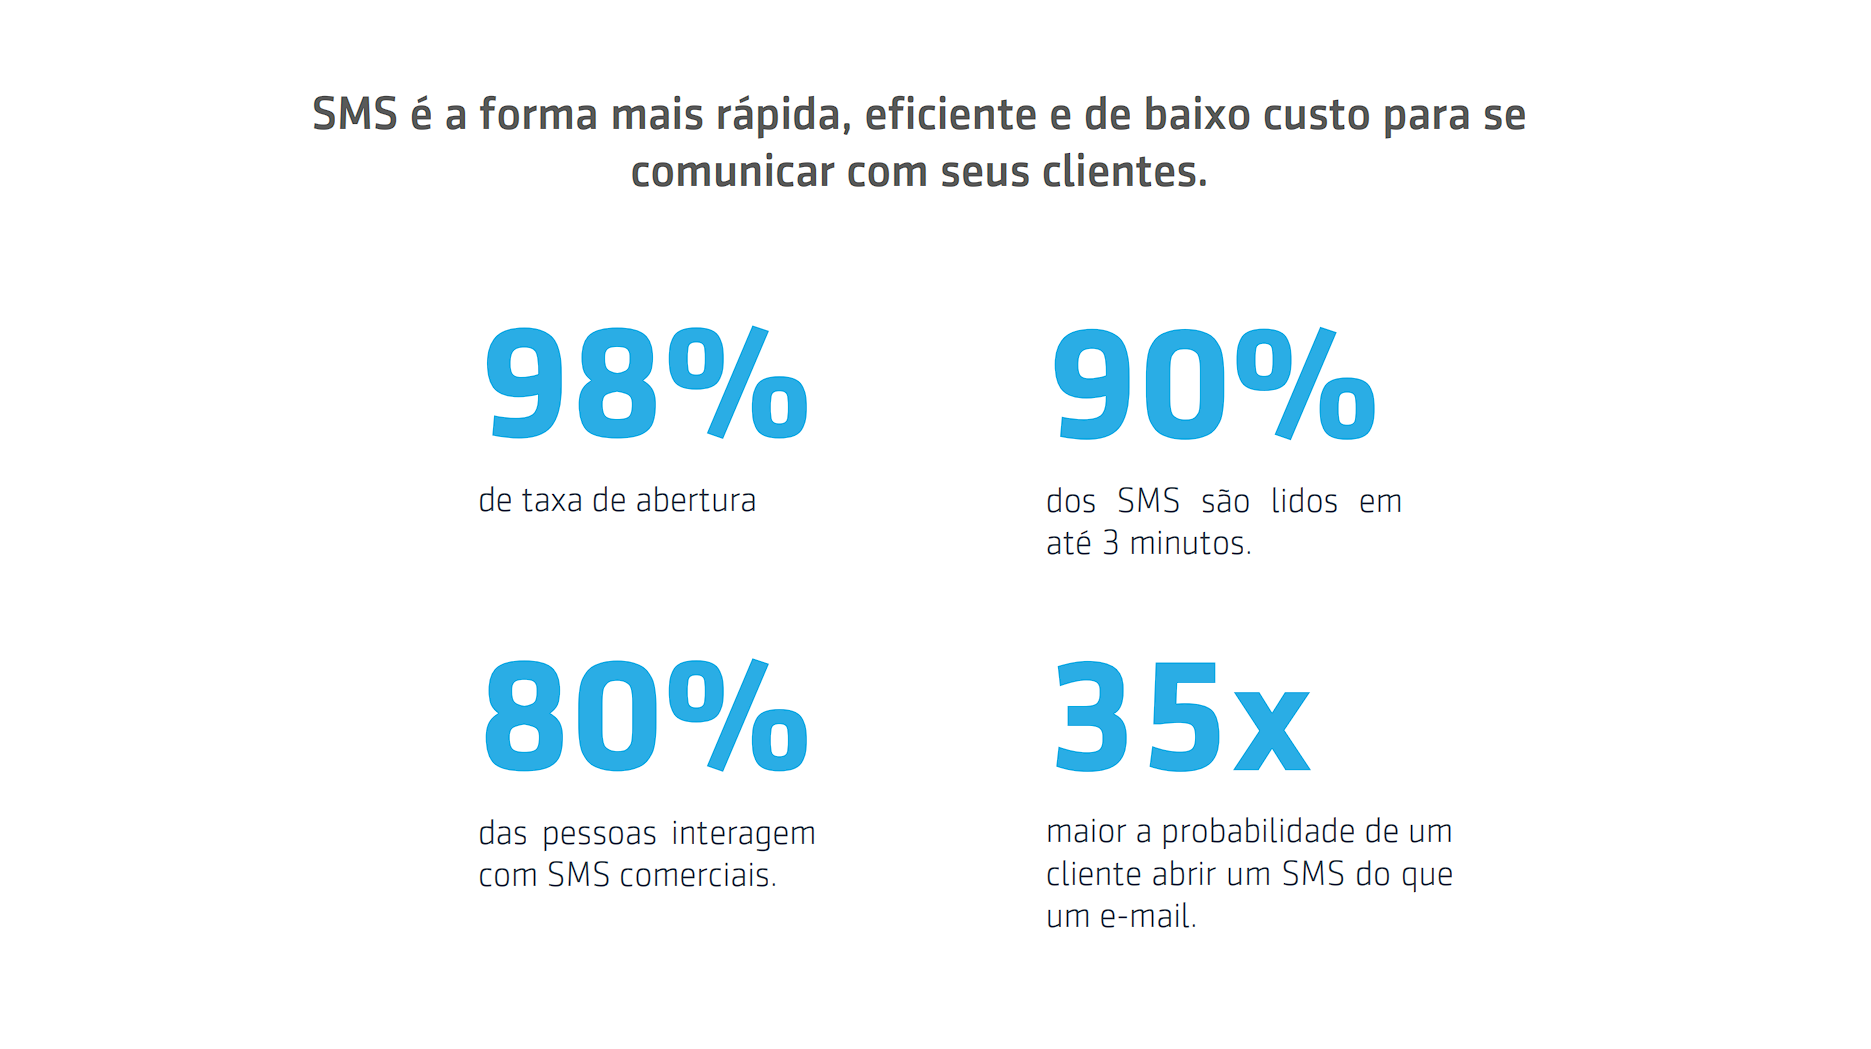 SMS é a forma mais rápida, eficiente e de baixo custo para se
comunicar com seus clientes.
98%
de taxa de abertura
90%
dos SMS são lidos em
até 3 minutos.
80%
das pessoas interagem
com SMS comerciais.
35x
maior a probabilidade de um
cliente abrir um SMS do que
um e-mail.